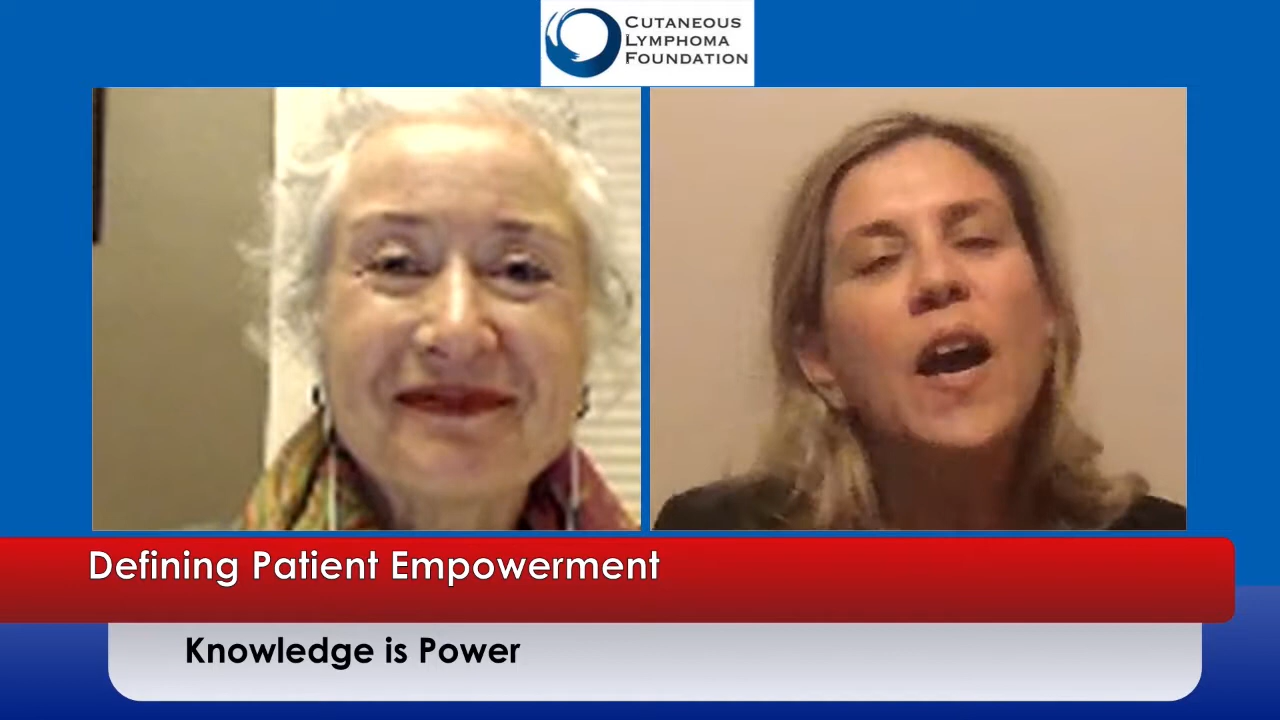 CUTANEOUS
LYMPHOMA
FOUNDATION
Defining Patient Empowerment
Knowledge is Power